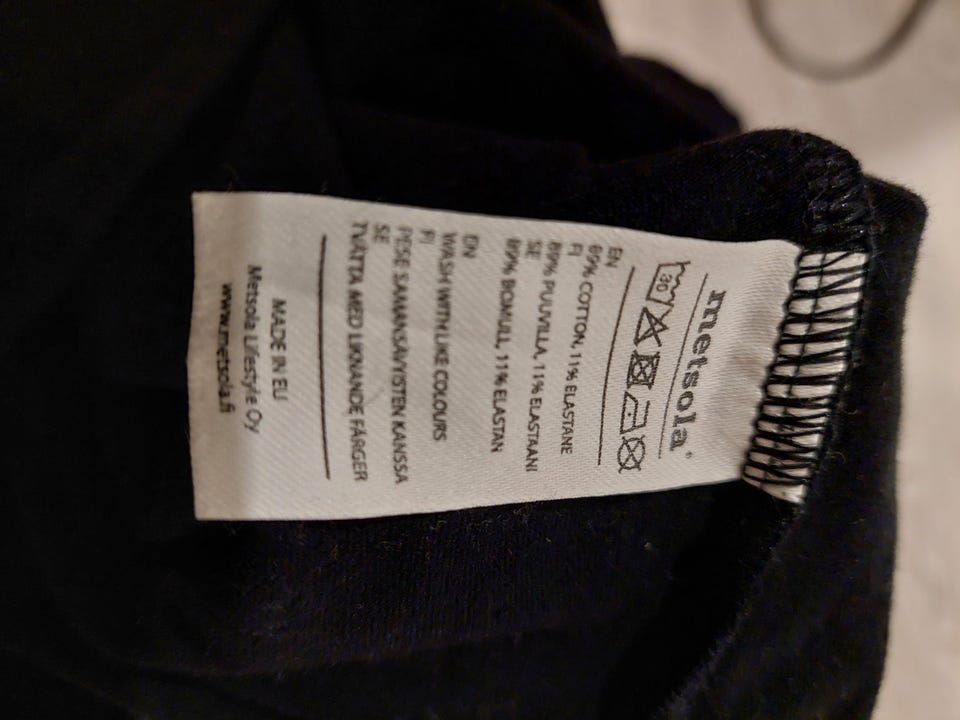 metsola®
30
EN
89% COTTON, 11% ELASTANE
FI
89% PUUVILLA, 11% ELASTAANI
SE
89% BOMULL, 11% ELASTAN
EN
WASH WITH LIKE COLOURS
FI
PESE SAMANSÄVYISTEN KANSSA
SE
TVÄTTA MED LIKNANDE FÄRGER
MADE IN EU
Metsola Lifestyle Oy
www.metsola.fi